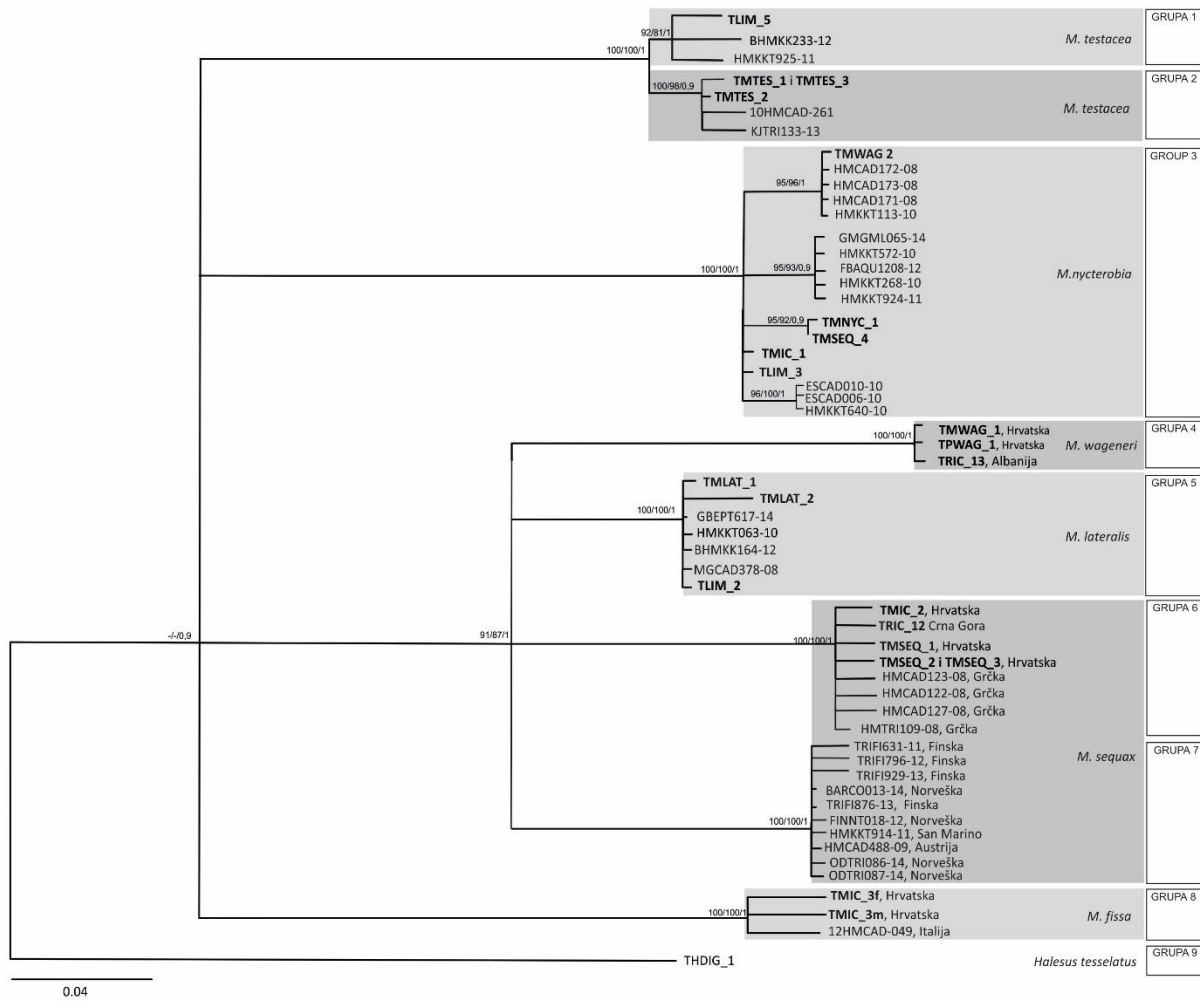 GRUPA 1
TLIM_5
92/81/1
BHMKK233-12
M. testacea
100/100/1
HMKKT925-11
GRUPA 2
TMTES_1 i TMTES_3
100/98/0,9
TMTES_2
10HMCAD-261
M. testacea
KJTRI133-13
GROUP 3
TMWAG 2
HMCAD172-08
95/96/1
HMCAD173-08
HMCAD171-08
HMKKT113-10
GMGML065-14
HMKKT572-10
100/100/1
95/93/0.9
FBAQU1208-12
M.nycterobia
HMKKT268-10
HMKKT924-11
95/92/0,9
TMNYC_1
TMSEQ_4
TMIC_1
TLIM_3
ESCAD010-10
96/100/1
ESCAD006-10
HMKKT640-10
GRUPA 4
TMWAG_1, Hrvatska
100/100/1
TPWAG_1, Hrvatska
M. wageneri
TRIC_13, Albanija
GRUPA 5
TMLAT_1
TMLAT_2
100/100/1
GBEPT617-14
HMKKT063-10
M. lateralis
BHMKK164-12
MGCAD378-08
TLIM_2
GRUPA 6
TMIC_2, Hrvatska
TRIC_12 Crna Gora
-/-/0,9
91/87/1
100/100/1
TMSEQ_1, Hrvatska
TMSEQ_2 i TMSEQ_3, Hrvatska
HMCAD123-08, Grčka
HMCAD122-08, Grčka
HMCAD127-08, Grčka
HMTRI109-08, Grčka
GRUPA 7
TRIFI631-11, Finska
M. sequax
TRIFI796-12, Finska
TRIFI929-13, Finska
BARCO013-14, Norveška
TRIFI876-13, Finska
100/100/1
FINNT018-12, Norveška
HMKKT914-11, San Marino
HMCAD488-09, Austrija
ODTRI086-14, Norveška
ODTRI087-14, Norveška
GRUPA 8
TMIC_3f, Hrvatska
100/100/1
TMIC_3m, Hrvatska
M. fissa
12HMCAD-049, Italija
GRUPA 9
THDIG_1
Halesus tesselatus
0.04